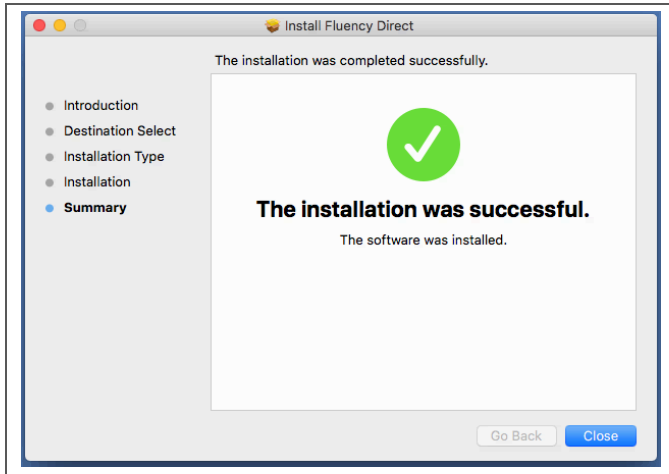 Install Fluency Direct
The installation was completed successfully.
Introduction
Destination Select
Installation Type
Installation
Summary
The installation was successful.
The software was installed.
Go Back
Close